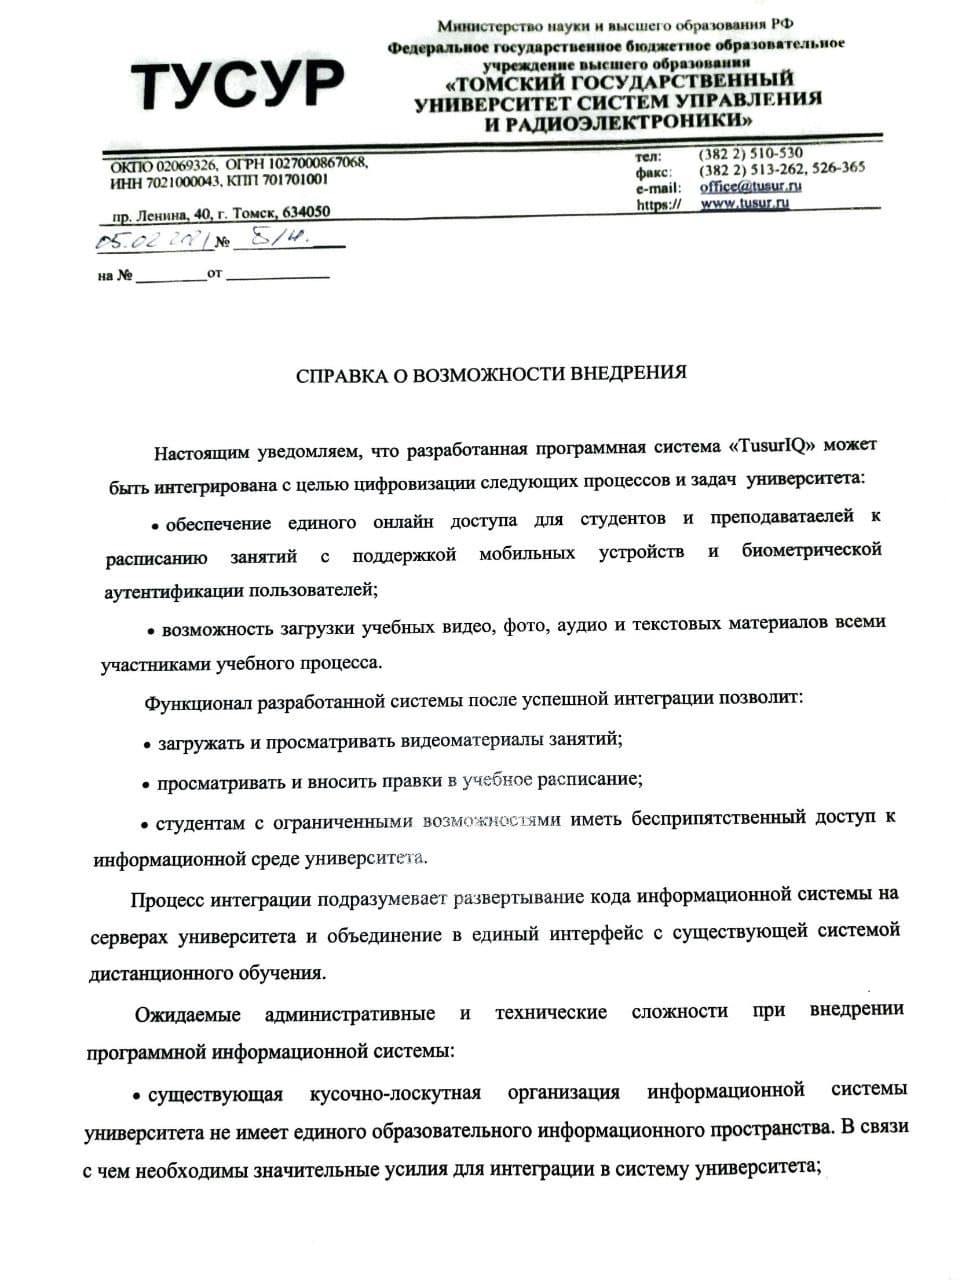 Министерство науки и высшего образования РФ
Федеральное государственное бюджетное образовательное
учреждение высшего образования
ТУСУР
«ТОМСКИЙ ГОСУДАРСТВЕННЫЙ
УНИВЕРСИТЕТ СИСТЕМ УПРАВЛЕНИЯ
И РАДИОЭЛЕКТРОНИКИ»
ОКПО 02069326, ОГРН 1027000867068,
ИНН 7021000043, КПП 701701001
пр. Ленина, 40, г. Томск, 634050
тел: (382 2) 510-530
факс: (382 2) 513-262, 526-365
e-mail: office@tusur.ru
https:// www.tusur.ru
05.02 2021 №
на № ________ от ____________
СПРАВКА О ВОЗМОЖНОСТИ ВНЕДРЕНИЯ
Настоящим уведомляем, что разработанная программная система «TusurIQ» может
быть интегрирована с целью цифровизации следующих процессов и задач университета:
• обеспечение единого онлайн доступа для студентов и преподаватаелей к
расписанию занятий с поддержкой мобильных устройств и биометрической
аутентификации пользователей;
• возможность загрузки учебных видео, фото, аудио и текстовых материалов всеми
участниками учебного процесса.
Функционал разработанной системы после успешной интеграции позволит:
• загружать и просматривать видеоматериалы занятий;
• просматривать и вносить правки в учебное расписание;
• студентам с ограниченными возможностями иметь бесприпятственный доступ к
информационной среде университета.
Процесс интеграции подразумевает развертывание кода информационной системы на
серверах университета и объединение в единый интерфейс с существующей системой
дистанционного обучения.
Ожидаемые административные и технические сложности при внедрении
программной информационной системы:
• существующая кусочно-лоскутная организация информационной системы
университета не имеет единого образовательного информационного пространства. В связи
с чем необходимы значительные усилия для интеграции в систему университета;